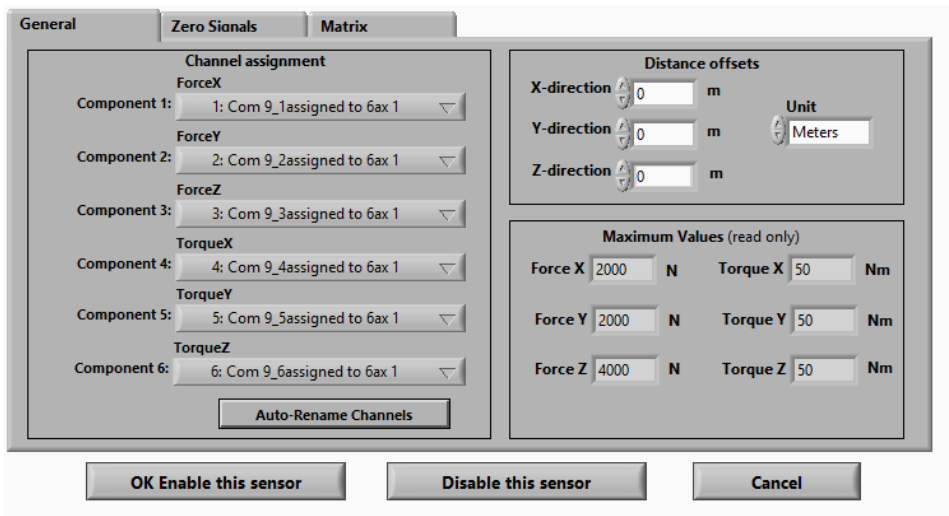 General
Zero Signals
Matrix
Channel assignment
ForceX
Component 1: 1: Com 9_1assigned to 6ax 1
ForceY
Component 2: 2: Com 9_2assigned to 6ax 1
ForceZ
Component 3: 3: Com 9_3assigned to 6ax 1
TorqueX
Component 4: 4: Com 9_4assigned to 6ax 1
TorqueY
Component 5: 5: Com 9_5assigned to 6ax 1
TorqueZ
Component 6: 6: Com 9_6assigned to 6ax 1
Auto-Rename Channels
Distance offsets
X-direction 0 m
Y-direction 0 m
Z-direction 0 m
Unit
Meters
Maximum Values (read only)
Force X 2000 N Torque X 50 Nm
Force Y 2000 N Torque Y 50 Nm
Force Z 4000 N Torque Z 50 Nm
OK Enable this sensor
Disable this sensor
Cancel